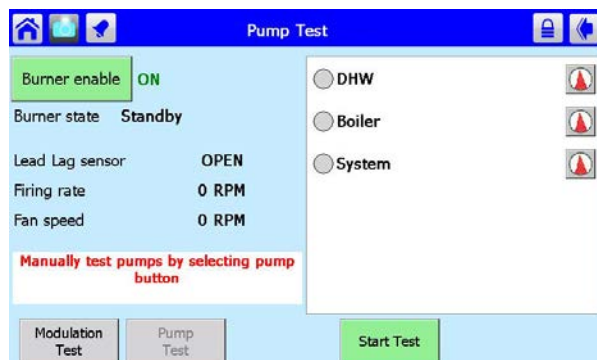 Pump Test
Burner enable ON
Burner state Standby
Lead Lag sensor OPEN
Firing rate 0 RPM
Fan speed 0 RPM
Manually test pumps by selecting pump
button
DHW
Boiler
System
Modulation
Test
Pump
Test
Start Test